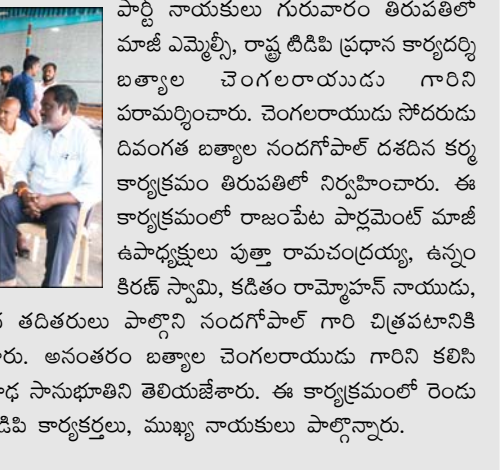 పార్టీ నాయకులు గురువారం తిరుపతిలో
మాజీ ఎమ్మెల్సీ, రాష్ట్ర టిడిపి ప్రధాన కార్యదర్శి
బత్యాల చెంగలరాయుడు గారిని
పరామర్శించారు. చెంగలరాయుడు సోదరుడు
దివంగత బత్యాల నందగోపాల్ దశదిన కర్మ
కార్యక్రమం తిరుపతిలో నిర్వహించారు. ఈ
కార్యక్రమంలో రాజంపేట పార్లమెంట్ మాజీ
ఉపాధ్యక్షులు పుత్తా రామచంద్రయ్య, ఉన్నం
కిరణ్ స్వామి, కడితం రామ్మోహన్ నాయుడు,
తదితరులు పాల్గొని నందగోపాల్ గారి చిత్రపటానికి
రు. అనంతరం బత్యాల చెంగలరాయుడు గారిని కలిసి
ఢ సానుభూతిని తెలియజేశారు. ఈ కార్యక్రమంలో రెండు
డిపి కార్యకర్తలు, ముఖ్య నాయకులు పాల్గొన్నారు.